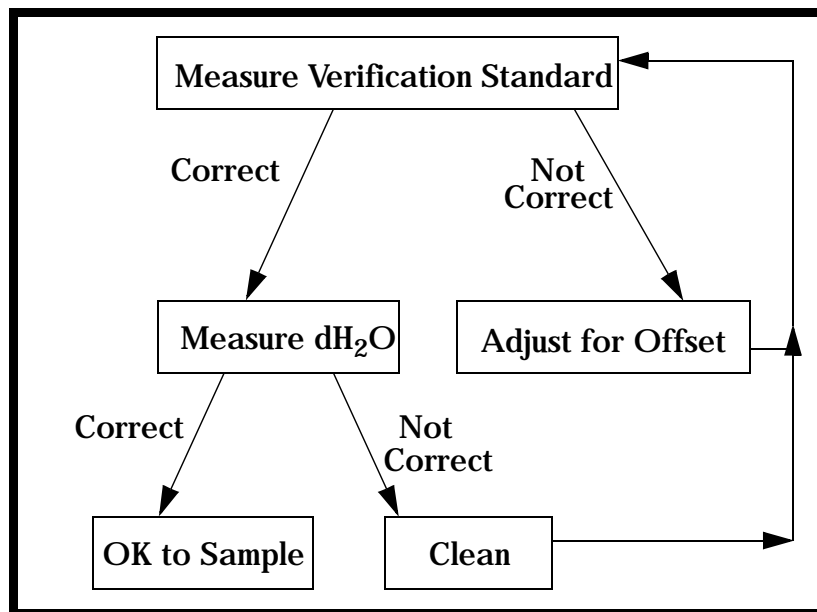 Measure Verification Standard
Correct
Not
Correct
Measure dH₂O
Adjust for Offset
Correct
Not
Correct
OK to Sample
Clean